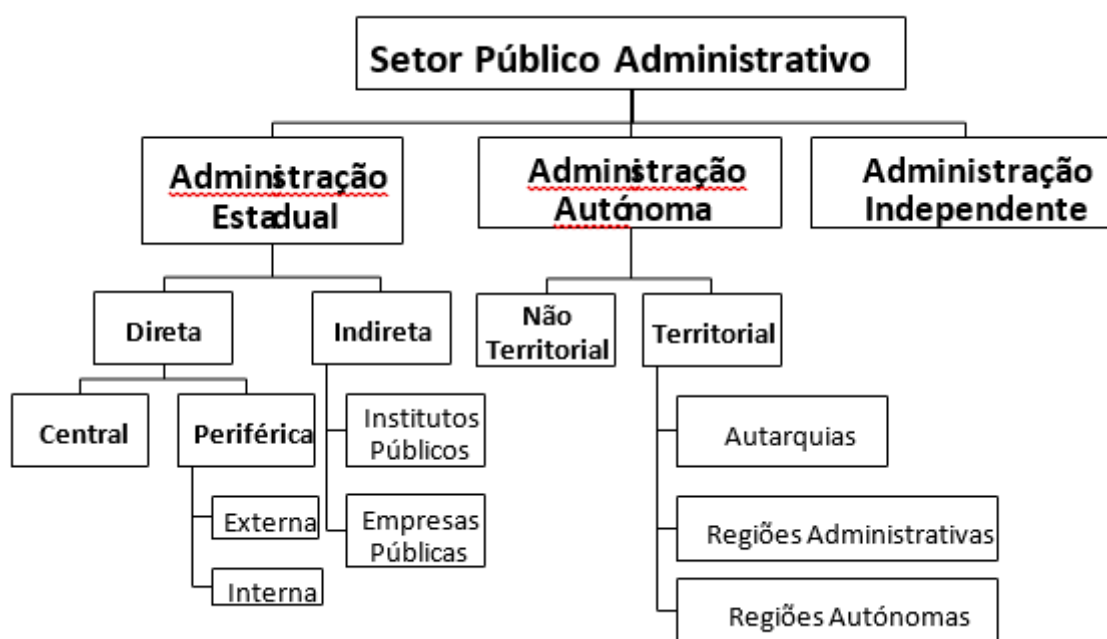 Setor Público Administrativo
Administração
Estadual
Administração
Autónoma
Administração
Independente
Direta
Indireta
Não
Territorial
Territorial
Central
Periférica
Institutos
Públicos
Autarquias
Externa
Empresas
Públicas
Regiões Administrativas
Interna
Regiões Autónomas